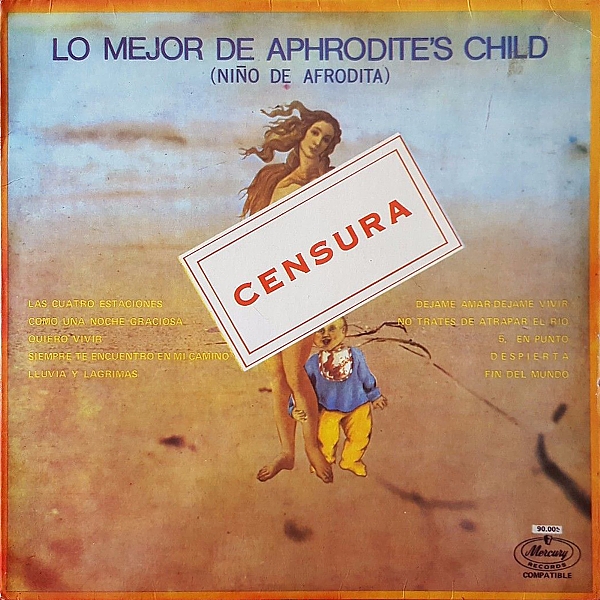 LO MEJOR DE APHRODITE'S CHILD
(NIÑO DE AFRODITA)
CENSURA
LAS CUATRO ESTACIONES
COMO UNA NOCHE GRACIOSA
QUIERO VIVIR
SIEMPRE TE ENCUENTRO EN MI CAMINO
LLUVIA Y LAGRIMAS
DEJAME AMAR-DEJAME VIVIR
NO TRATES DE ATRAPAR EL RIO
5, EN PUNTO
DESPIERTA
FIN DEL MUNDO
90.005
Mercury
RECORDS
COMPATIBLE